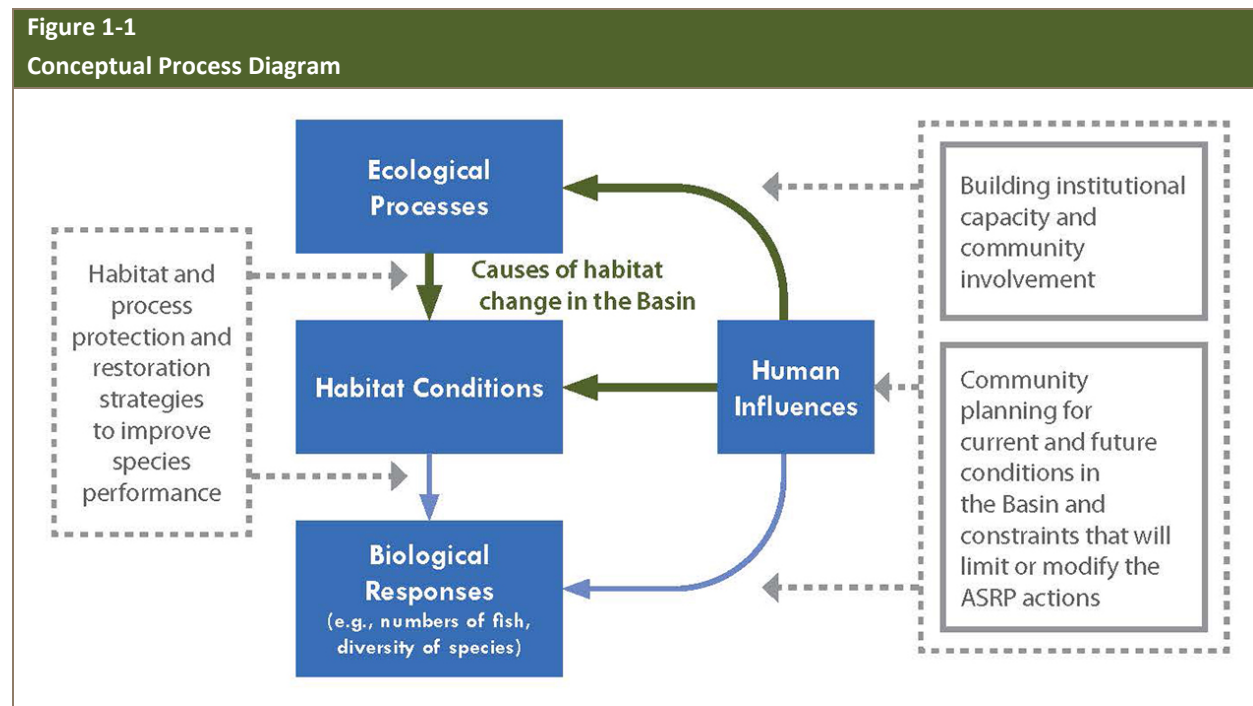 Figure 1-1
Conceptual Process Diagram
Ecological
Processes
Habitat and
process
protection and
restoration
strategies
to improve
species
performance
Causes of habitat
change in the Basin
Habitat Conditions
Human
Influences
Biological
Responses
(e.g., numbers of fish,
diversity of species)
Building institutional
capacity and
community
involvement
Community
planning for
current and future
conditions in
the Basin and
constraints that will
limit or modify the
ASRP actions